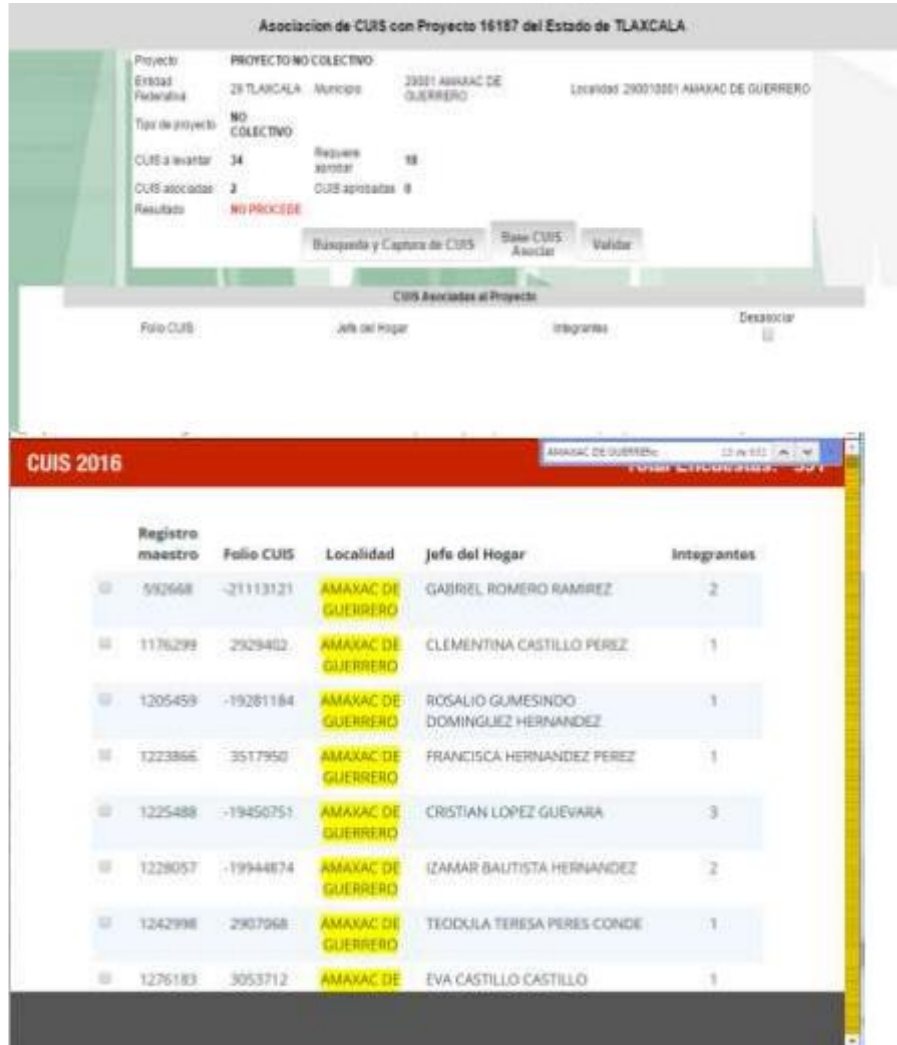 Asociacion de CUIS con Proyecto 16187 del Estado de TLAXCALA
Proyecto PROYECTO NO COLECTIVO
Entidad Federativa 29 TLAXCALA Municipio 29001 AMAXAC DE GUERRERO Localidad 290010001 AMAXAC DE GUERRERO
Tipo de proyecto NO COLECTIVO
CUIS a levantar 34 Requiere aprobar 18
CUIS asociadas CUIS aprobadas 0
Resultado NO PROCEDE
Búsqueda y Captura de CUIS Base CUIS Asociar Validar
CUIS Asociadas al Proyecto
Folio CUIS Jefe del Hogar Integrantes Desasociar
AMAXAC DE GUERRERo
CUIS 2016 Total Encuestas:
Registro maestro Folio CUIS Localidad Jefe del Hogar Integrantes
592668 -21113121 AMAXAC DE GUERRERO GABRIEL ROMERO RAMIREZ 2
1176299 2929402 AMAXAC DE GUERRERO CLEMENTINA CASTILLO PEREZ 1
1205459 -19281184 AMAXAC DE GUERRERO ROSALIO GUMESINDO DOMINGUEZ HERNANDEZ 1
1223866 3517950 AMAXAC DE GUERRERO FRANCISCA HERNANDEZ PEREZ 1
1225488 -19450751 AMAXAC DE GUERRERO CRISTIAN LOPEZ GUEVARA 3
1228057 -19944874 AMAXAC DE GUERRERO IZAMAR BAUTISTA HERNANDEZ 2
1242998 2907068 AMAXAC DE GUERRERO TEODULA TERESA PERES CONDE 1
1276183 3053712 AMAXAC DE EVA CASTILLO CASTILLO 1